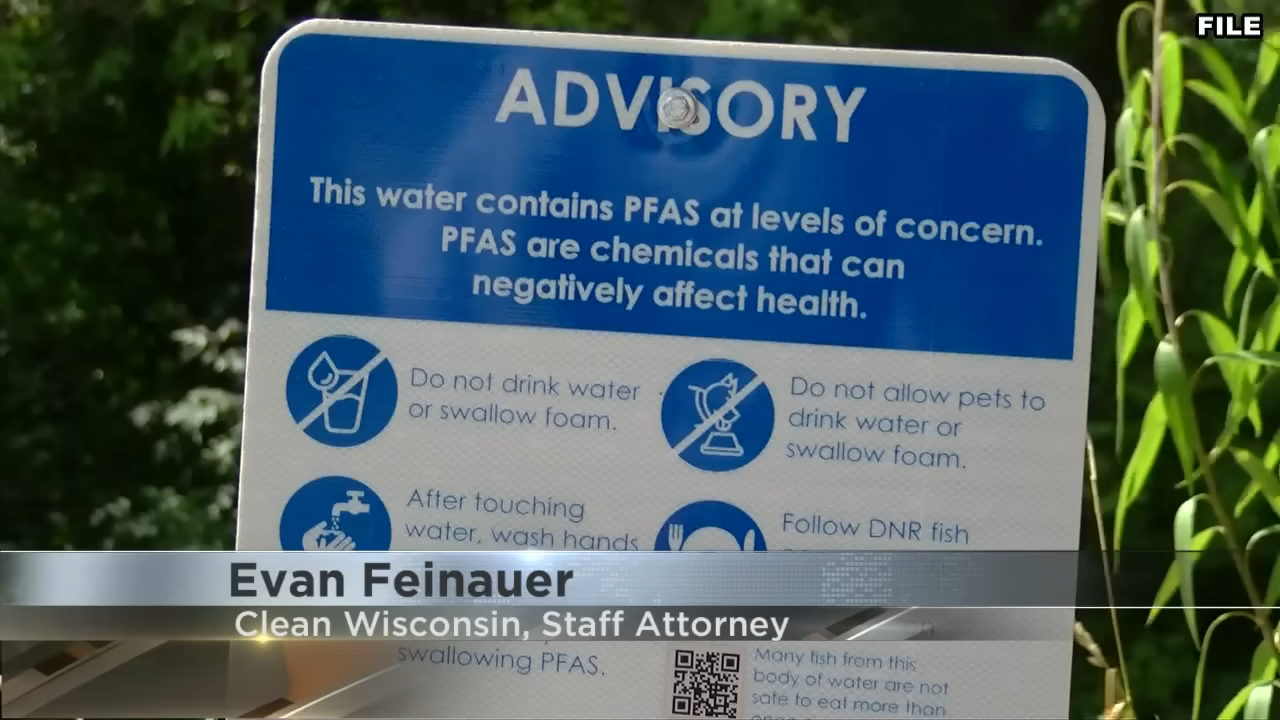 FILE
ADVISORY
This water contains PFAS at levels of concern.
PFAS are chemicals that can
negatively affect health.
Do not drink water
or swallow foam.
Do not allow pets to
drink water or
swallow foam.
After touching
water, wash hands
Follow DNR fish
Evan Feinauer
Clean Wisconsin, Staff Attorney
swallowing PFAS.
Many fish from this
body of water are not
safe to eat more than